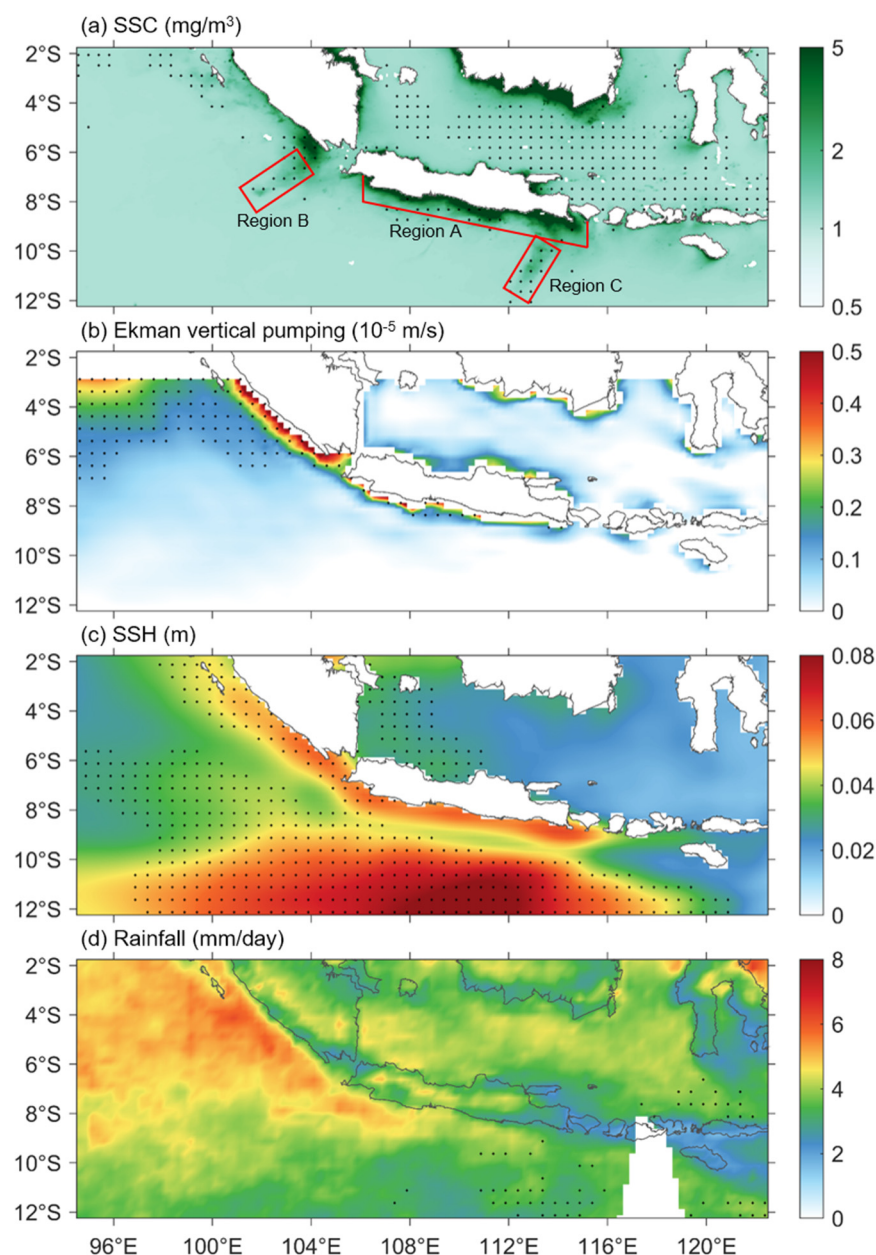 (a) SSC (mg/m³)
2°S
4°S
6°S
8°S
10°S
12°S
Region B
Region A
Region C
5
2
1
0.5
(b) Ekman vertical pumping (10⁻⁵ m/s)
2°S
4°S
6°S
8°S
10°S
12°S
0.5
0.4
0.3
0.2
0.1
0
(c) SSH (m)
2°S
4°S
6°S
8°S
10°S
12°S
0.08
0.06
0.04
0.02
0
(d) Rainfall (mm/day)
2°S
4°S
6°S
8°S
10°S
12°S
8
6
4
2
0
96°E 100°E 104°E 108°E 112°E 116°E 120°E